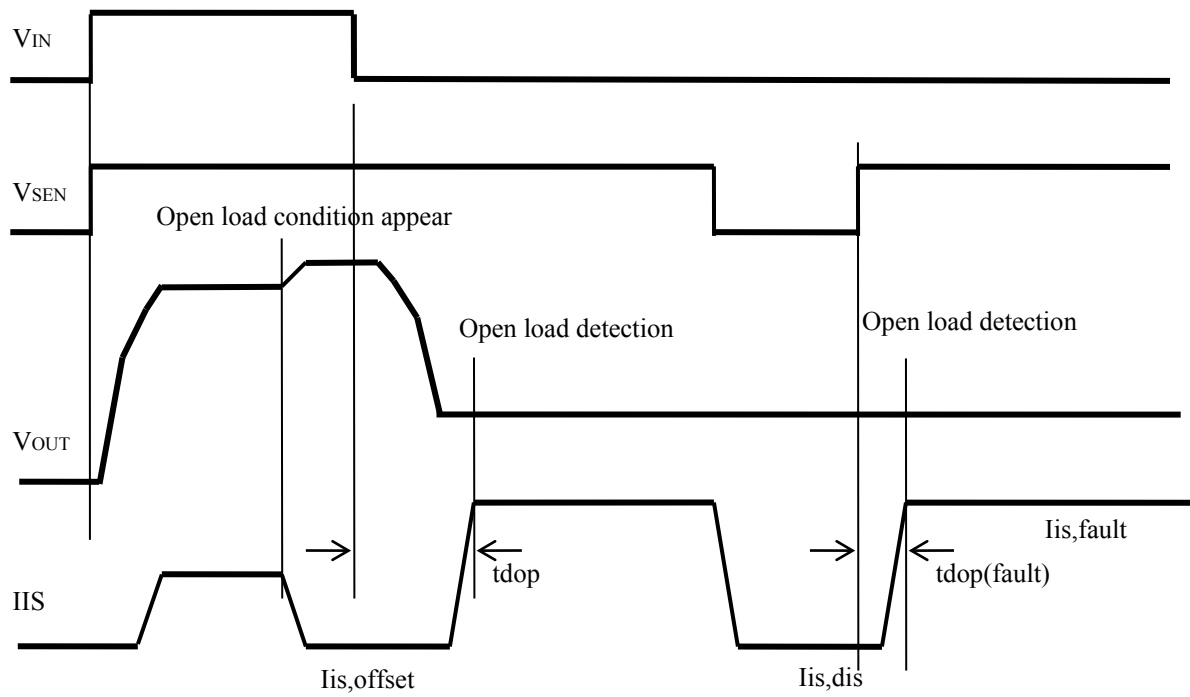 VIN
VSEN
Open load condition appear
Open load detection
Open load detection
VOUT
Iis,fault
tdop
tdop(fault)
IIS
Iis,offset
Iis,dis